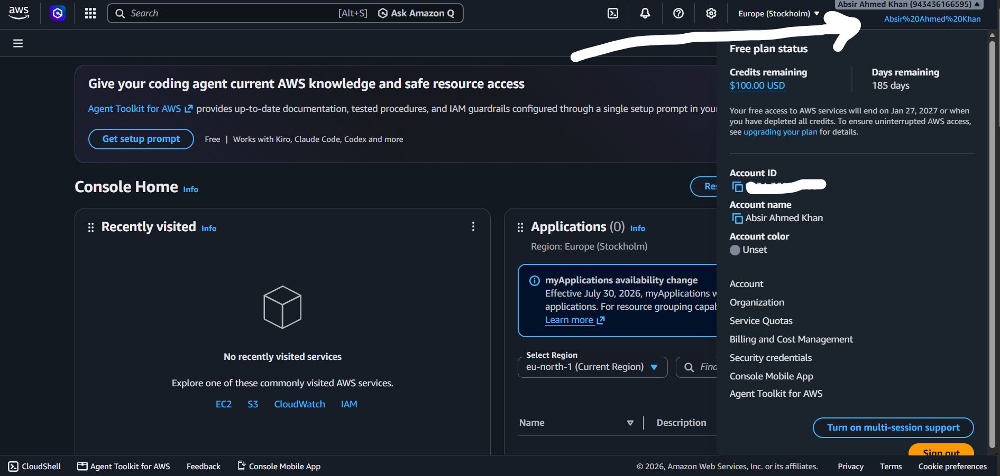 aws
Search [Alt+S] Ask Amazon Q
Europe (Stockholm)
Absir Ahmed Khan (943436166595)
Absir%20Ahmed%20Khan
Give your coding agent current AWS knowledge and safe resource access
Agent Toolkit for AWS provides up-to-date documentation, tested procedures, and IAM guardrails configured through a single setup prompt in your
Get setup prompt Free | Works with Kiro, Claude Code, Codex and more
Console Home Info
Recently visited Info
No recently visited services
Explore one of these commonly visited AWS services.
EC2 S3 CloudWatch IAM
Applications (0) Info
Region: Europe (Stockholm)
myApplications availability change
Effective July 30, 2026, myApplications
applications. For resource grouping
Learn more
Select Region
eu-north-1 (Current Region)
Name Description
Free plan status
Credits remaining Days remaining
$100.00 USD 185 days
Your free access to AWS services will end on Jan 27, 2027 or when
you have depleted all credits. To ensure uninterrupted AWS access,
see upgrading your plan for details.
Account ID
Account name
Absir Ahmed Khan
Account color
Unset
Account
Organization
Service Quotas
Billing and Cost Management
Security credentials
Console Mobile App
Agent Toolkit for AWS
Turn on multi-session support
Sign out
CloudShell Agent Toolkit for AWS Feedback Console Mobile App © 2026, Amazon Web Services, Inc. or its affiliates. Privacy Terms Cookie preferences